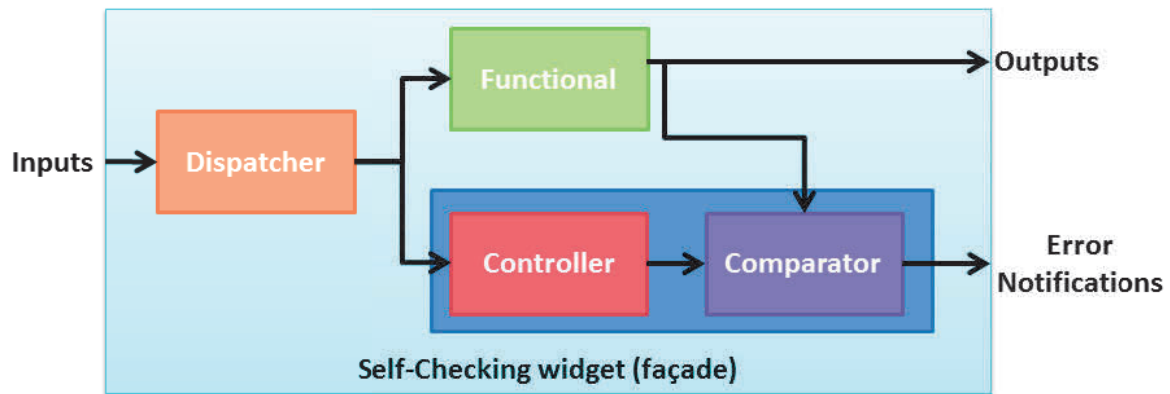 Functional
Outputs
Inputs
Dispatcher
Controller
Comparator
Error
Notifications
Self-Checking widget (façade)